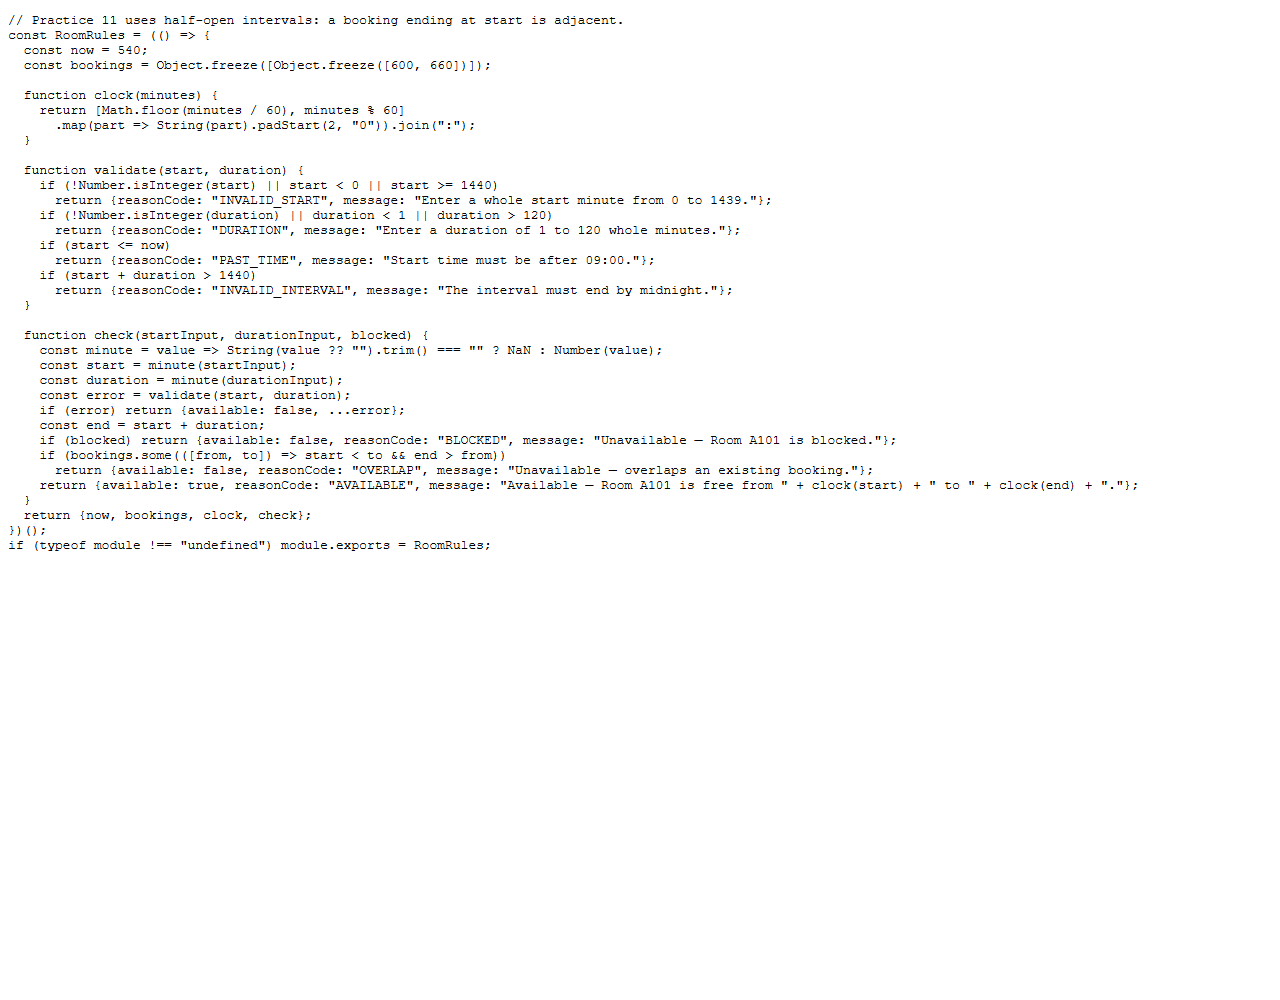 // Practice 11 uses half-open intervals: a booking ending at start is adjacent.
const RoomRules = (() => {
  const now = 540;
  const bookings = Object.freeze([Object.freeze([600, 660])]);

  function clock(minutes) {
    return [Math.floor(minutes / 60), minutes % 60]
      .map(part => String(part).padStart(2, "0")).join(":");
  }

  function validate(start, duration) {
    if (!Number.isInteger(start) || start < 0 || start >= 1440)
      return {reasonCode: "INVALID_START", message: "Enter a whole start minute from 0 to 1439."};
    if (!Number.isInteger(duration) || duration < 1 || duration > 120)
      return {reasonCode: "DURATION", message: "Enter a duration of 1 to 120 whole minutes."};
    if (start <= now)
      return {reasonCode: "PAST_TIME", message: "Start time must be after 09:00."};
    if (start + duration > 1440)
      return {reasonCode: "INVALID_INTERVAL", message: "The interval must end by midnight."};
  }

  function check(startInput, durationInput, blocked) {
    const minute = value => String(value ?? "").trim() === "" ? NaN : Number(value);
    const start = minute(startInput);
    const duration = minute(durationInput);
    const error = validate(start, duration);
    if (error) return {available: false, ...error};
    const end = start + duration;
    if (blocked) return {available: false, reasonCode: "BLOCKED", message: "Unavailable — Room A101 is blocked."};
    if (bookings.some(([from, to]) => start < to && end > from))
      return {available: false, reasonCode: "OVERLAP", message: "Unavailable — overlaps an existing booking."};
    return {available: true, reasonCode: "AVAILABLE", message: "Available — Room A101 is free from " + clock(start) + " to " + clock(end) + "."};
  }
  return {now, bookings, clock, check};
})();
if (typeof module !== "undefined") module.exports = RoomRules;